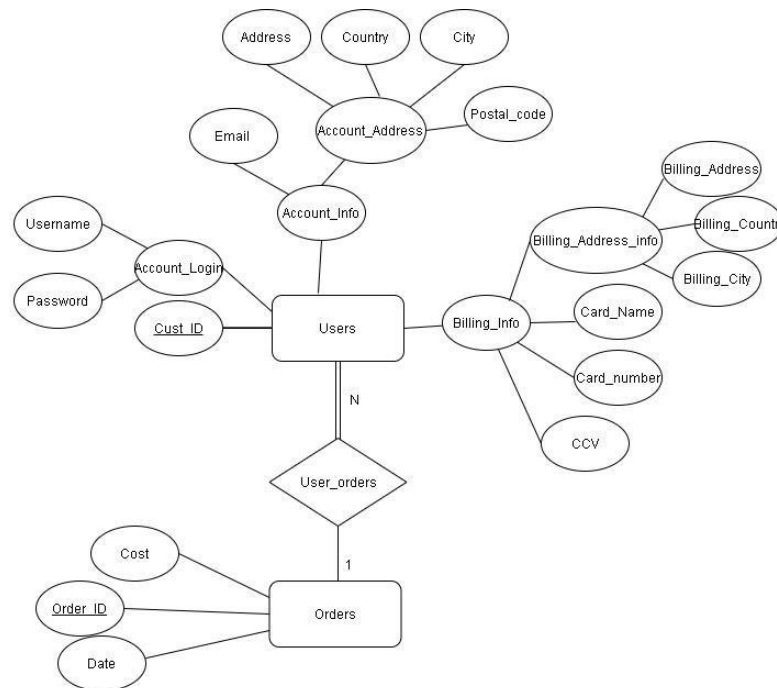 Address
Country
City
Account_Address
Postal_code
Email
Account_Info
Username
Account_Login
Password
Cust_ID
Users
Billing_Address
Billing_Countr
Billing_Address_info
Billing_City
Billing_Info
Card_Name
Card_number
CCV
N
User_orders
1
Cost
Order_ID
Orders
Date